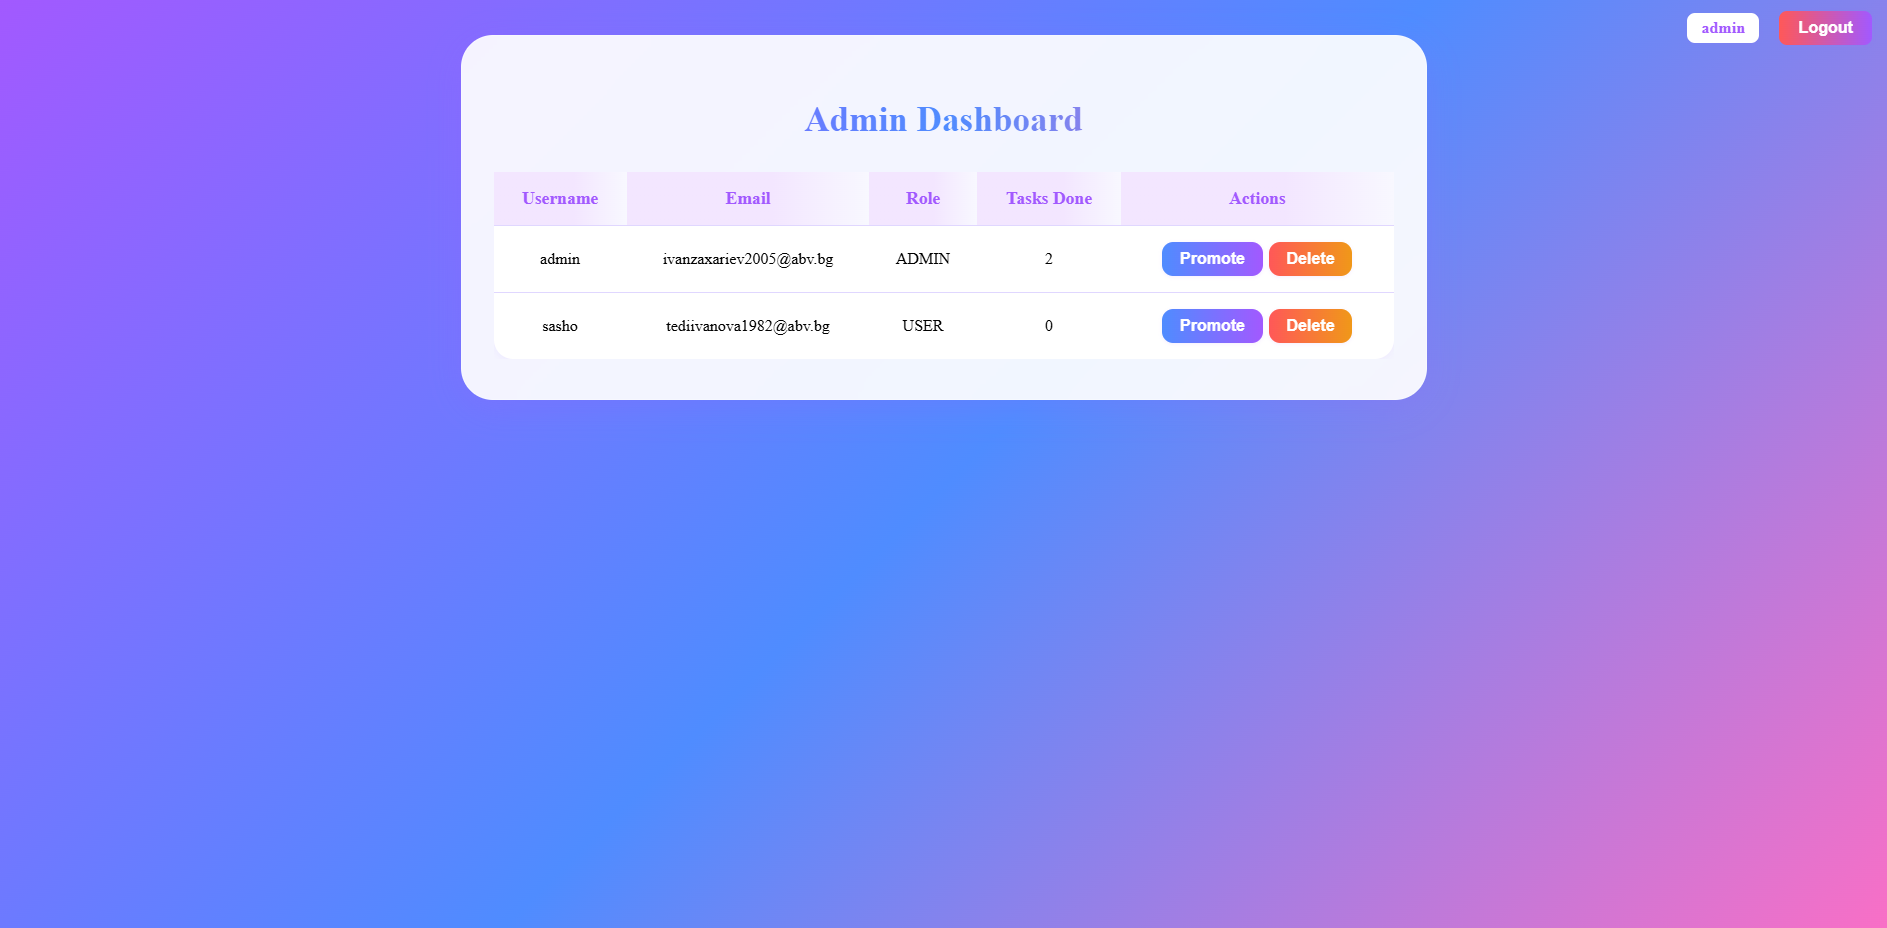 admin Logout
Admin Dashboard
Username Email Role Tasks Done Actions
admin ivanzaxariev2005@abv.bg ADMIN 2 Promote Delete
sasho tediivanova1982@abv.bg USER 0 Promote Delete